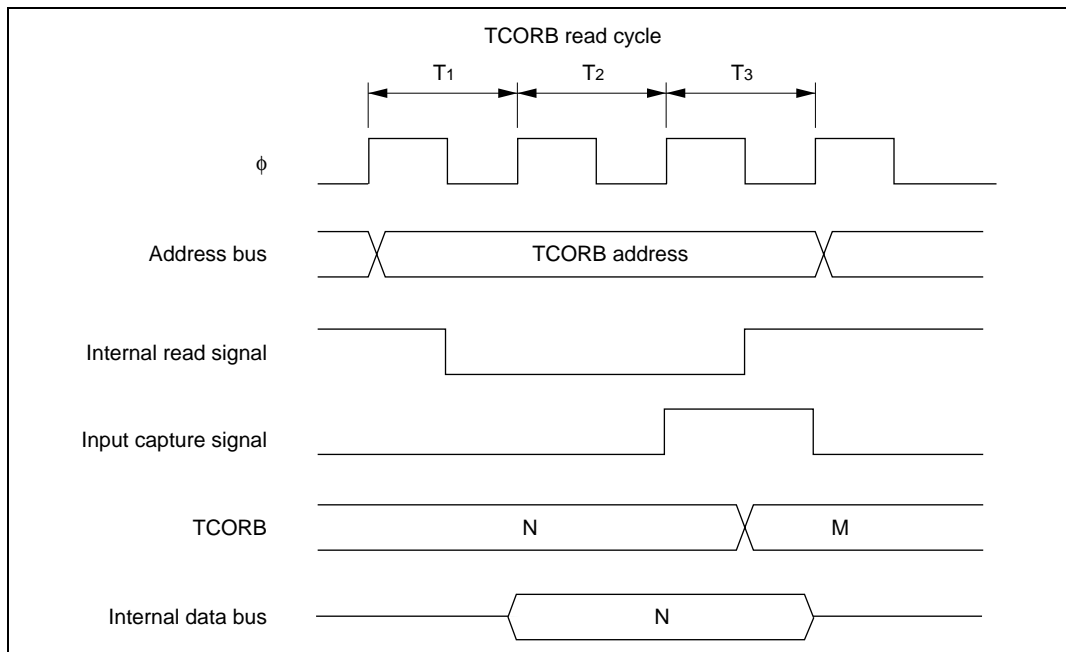 TCORB read cycle
T1 T2 T3
ϕ
Address bus TCORB address
Internal read signal
Input capture signal
TCORB N M
Internal data bus N